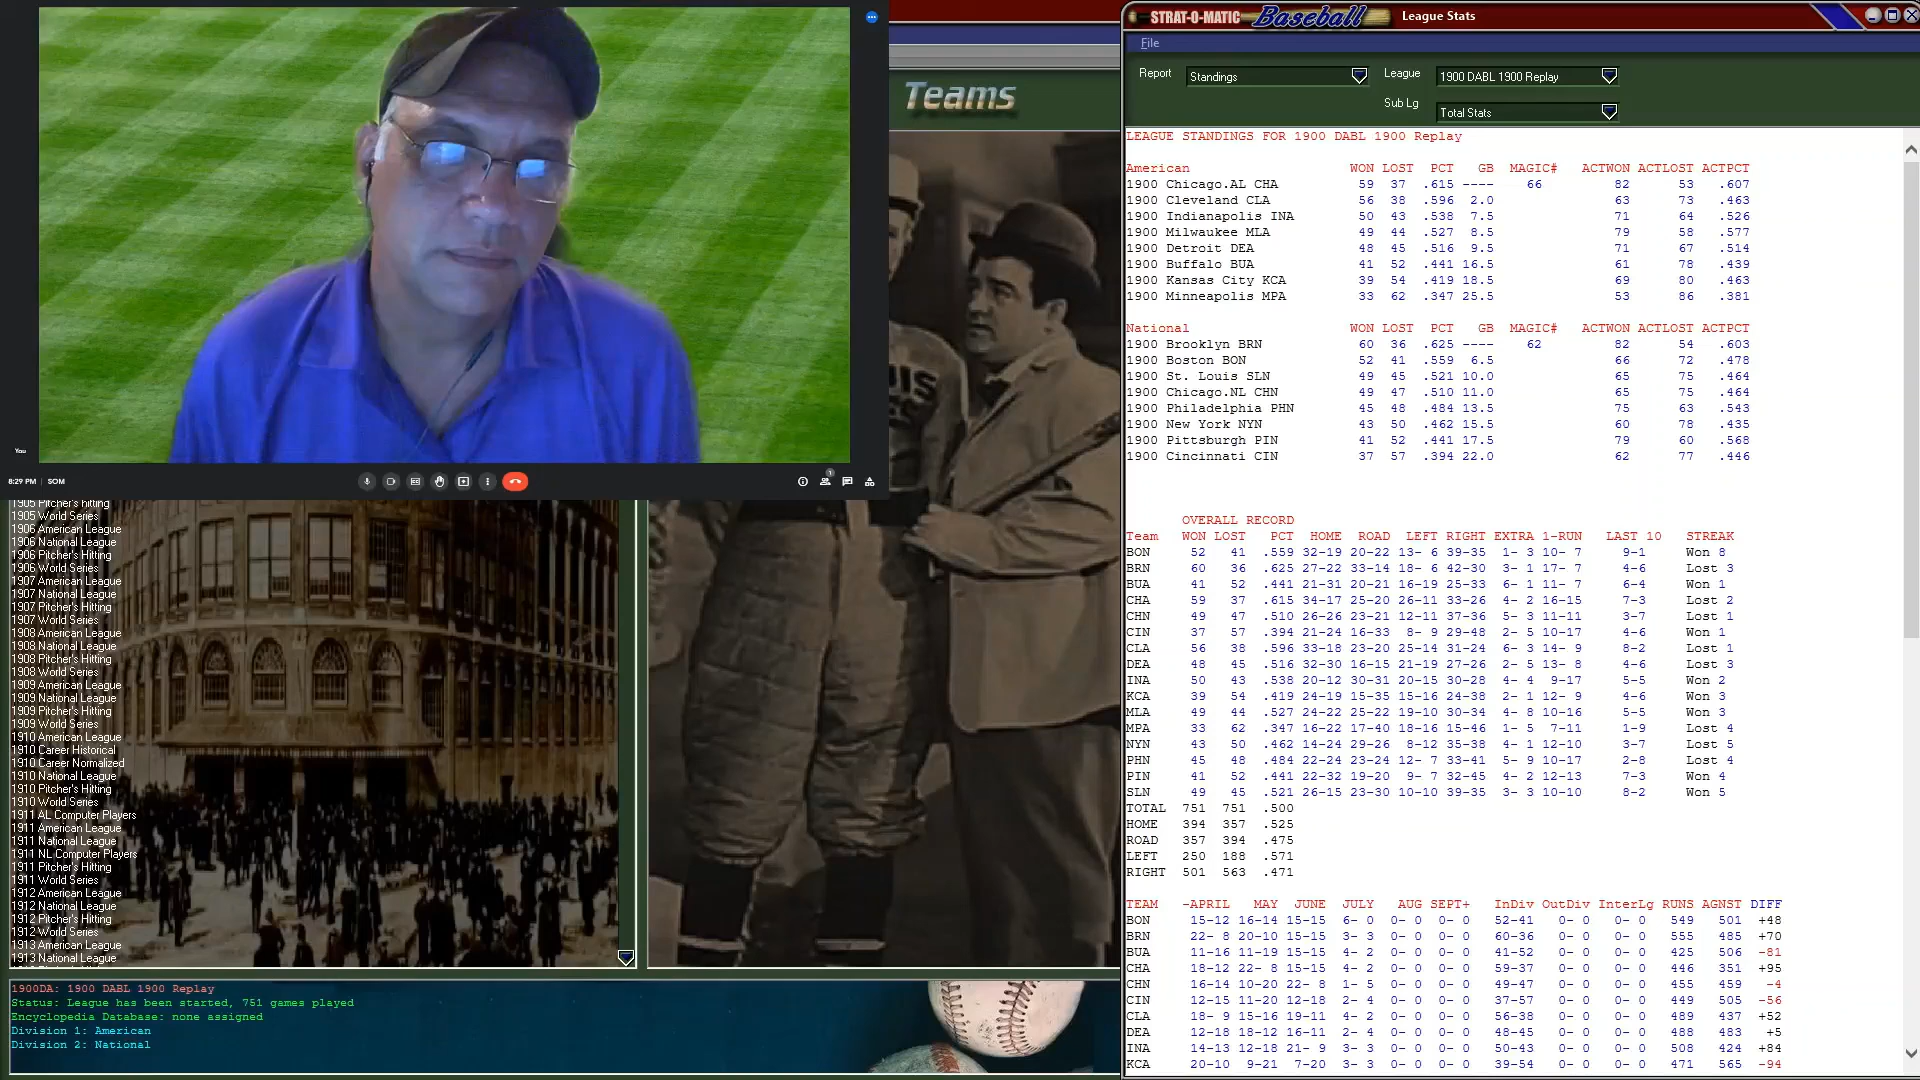 STRAT-O-MATIC Baseball League Stats
File
Report Standings League 1900 DABL 1900 Replay
Sub Lg Total Stats
Teams
You
8:29 PM | SOM
1
LEAGUE STANDINGS FOR 1900 DABL 1900 Replay
American WON LOST PCT GB MAGIC# ACTWON ACTLOST ACTPCT
1900 Chicago.AL CHA 59 37 .615 ---- 66 82 53 .607
1900 Cleveland CLA 56 38 .596 2.0 63 73 .463
1900 Indianapolis INA 50 43 .538 7.5 71 64 .526
1900 Milwaukee MLA 49 44 .527 8.5 79 58 .577
1900 Detroit DEA 48 45 .516 9.5 71 67 .514
1900 Buffalo BUA 41 52 .441 16.5 61 78 .439
1900 Kansas City KCA 39 54 .419 18.5 69 80 .463
1900 Minneapolis MPA 33 62 .347 25.5 53 86 .381
National WON LOST PCT GB MAGIC# ACTWON ACTLOST ACTPCT
1900 Brooklyn BRN 60 36 .625 ---- 62 82 54 .603
1900 Boston BON 52 41 .559 6.5 66 72 .478
1900 St. Louis SLN 49 45 .521 10.0 65 75 .464
1900 Chicago.NL CHN 49 47 .510 11.0 65 75 .464
1900 Philadelphia PHN 45 48 .484 13.5 75 63 .543
1900 New York NYN 43 50 .462 15.5 60 78 .435
1900 Pittsburgh PIN 41 52 .441 17.5 79 60 .568
1900 Cincinnati CIN 37 57 .394 22.0 62 77 .446
OVERALL RECORD
Team WON LOST PCT HOME ROAD LEFT RIGHT EXTRA 1-RUN LAST 10 STREAK
BON 52 41 .559 32-19 20-22 13- 6 39-35 1- 3 10- 7 9-1 Won 8
BRN 60 36 .625 27-22 33-14 18- 6 42-30 3- 1 17- 7 4-6 Lost 3
BUA 41 52 .441 21-31 20-21 16-19 25-33 6- 1 11- 7 6-4 Won 1
CHA 59 37 .615 34-17 25-20 26-11 33-26 4- 2 16-15 7-3 Lost 2
CHN 49 47 .510 26-26 23-21 12-11 37-36 5- 3 11-11 3-7 Lost 1
CIN 37 57 .394 21-24 16-33 8- 9 29-48 2- 5 10-17 4-6 Won 1
CLA 56 38 .596 33-18 23-20 25-14 31-24 6- 3 14- 9 8-2 Lost 1
DEA 48 45 .516 32-30 16-15 21-19 27-26 2- 5 13- 8 4-6 Lost 3
INA 50 43 .538 20-12 30-31 20-15 30-28 4- 4 9-17 5-5 Won 2
KCA 39 54 .419 24-19 15-35 15-16 24-38 2- 1 12- 9 4-6 Won 3
MLA 49 44 .527 24-22 25-22 19-10 30-34 4- 8 10-16 5-5 Won 3
MPA 33 62 .347 16-22 17-40 18-16 15-46 1- 5 7-11 1-9 Lost 4
NYN 43 50 .462 14-24 29-26 8-12 35-38 4- 1 12-10 3-7 Lost 5
PHN 45 48 .484 22-24 23-24 12- 7 33-41 5- 9 10-17 2-8 Lost 4
PIN 41 52 .441 22-32 19-20 9- 7 32-45 4- 2 12-13 7-3 Won 4
SLN 49 45 .521 26-15 23-30 10-10 39-35 3- 3 10-10 8-2 Won 5
TOTAL 751 751 .500
HOME 394 357 .525
ROAD 357 394 .475
LEFT 250 188 .571
RIGHT 501 563 .471
TEAM -APRIL MAY JUNE JULY AUG SEPT+ InDiv OutDiv InterLg RUNS AGNST DIFF
BON 15-12 16-14 15-15 6- 0 0- 0 0- 0 52-41 0- 0 0- 0 549 501 +48
BRN 22- 8 20-10 15-15 3- 3 0- 0 0- 0 60-36 0- 0 0- 0 555 485 +70
BUA 11-16 11-19 15-15 4- 2 0- 0 0- 0 41-52 0- 0 0- 0 425 506 -81
CHA 18-12 22- 8 15-15 4- 2 0- 0 0- 0 59-37 0- 0 0- 0 446 351 +95
CHN 16-14 10-20 22- 8 1- 5 0- 0 0- 0 49-47 0- 0 0- 0 455 459 -4
CIN 12-15 11-20 12-18 2- 4 0- 0 0- 0 37-57 0- 0 0- 0 449 505 -56
CLA 18- 9 15-16 19-11 4- 2 0- 0 0- 0 56-38 0- 0 0- 0 489 437 +52
DEA 12-18 18-12 16-11 2- 4 0- 0 0- 0 48-45 0- 0 0- 0 488 483 +5
INA 14-13 12-18 21- 9 3- 3 0- 0 0- 0 50-43 0- 0 0- 0 508 424 +84
KCA 20-10 9-21 7-20 3- 3 0- 0 0- 0 39-54 0- 0 0- 0 471 565 -94
1905 Pitcher's hitting
1905 World Series
1906 American League
1906 National League
1906 Pitcher's Hitting
1906 World Series
1907 American League
1907 National League
1907 Pitcher's Hitting
1907 World Series
1908 American League
1908 National League
1908 Pitcher's Hitting
1908 World Series
1909 American League
1909 National League
1909 Pitcher's Hitting
1909 World Series
1910 American League
1910 Career Historical
1910 Career Normalized
1910 National League
1910 Pitcher's Hitting
1910 World Series
1911 AL Computer Players
1911 American League
1911 National League
1911 NL Computer Players
1911 Pitcher's Hitting
1911 World Series
1912 American League
1912 National League
1912 Pitcher's Hitting
1912 World Series
1913 American League
1913 National League
1900DA: 1900 DABL 1900 Replay
Status: League has been started, 751 games played
Encyclopedia Database: none assigned
Division 1: American
Division 2: National